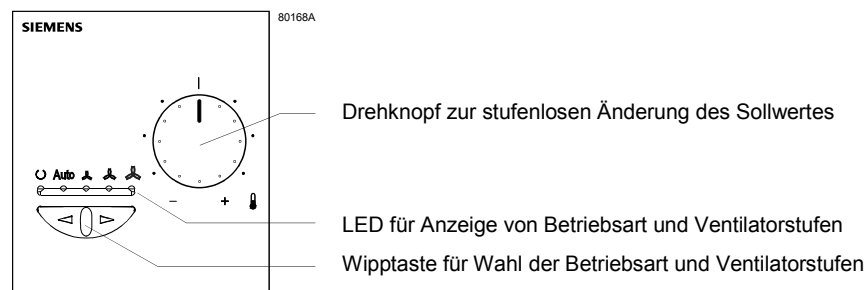 80168A
SIEMENS
Drehknopf zur stufenlosen Änderung des Sollwertes
Auto
- +
LED für Anzeige von Betriebsart und Ventilatorstufen
Wipptaste für Wahl der Betriebsart und Ventilatorstufen